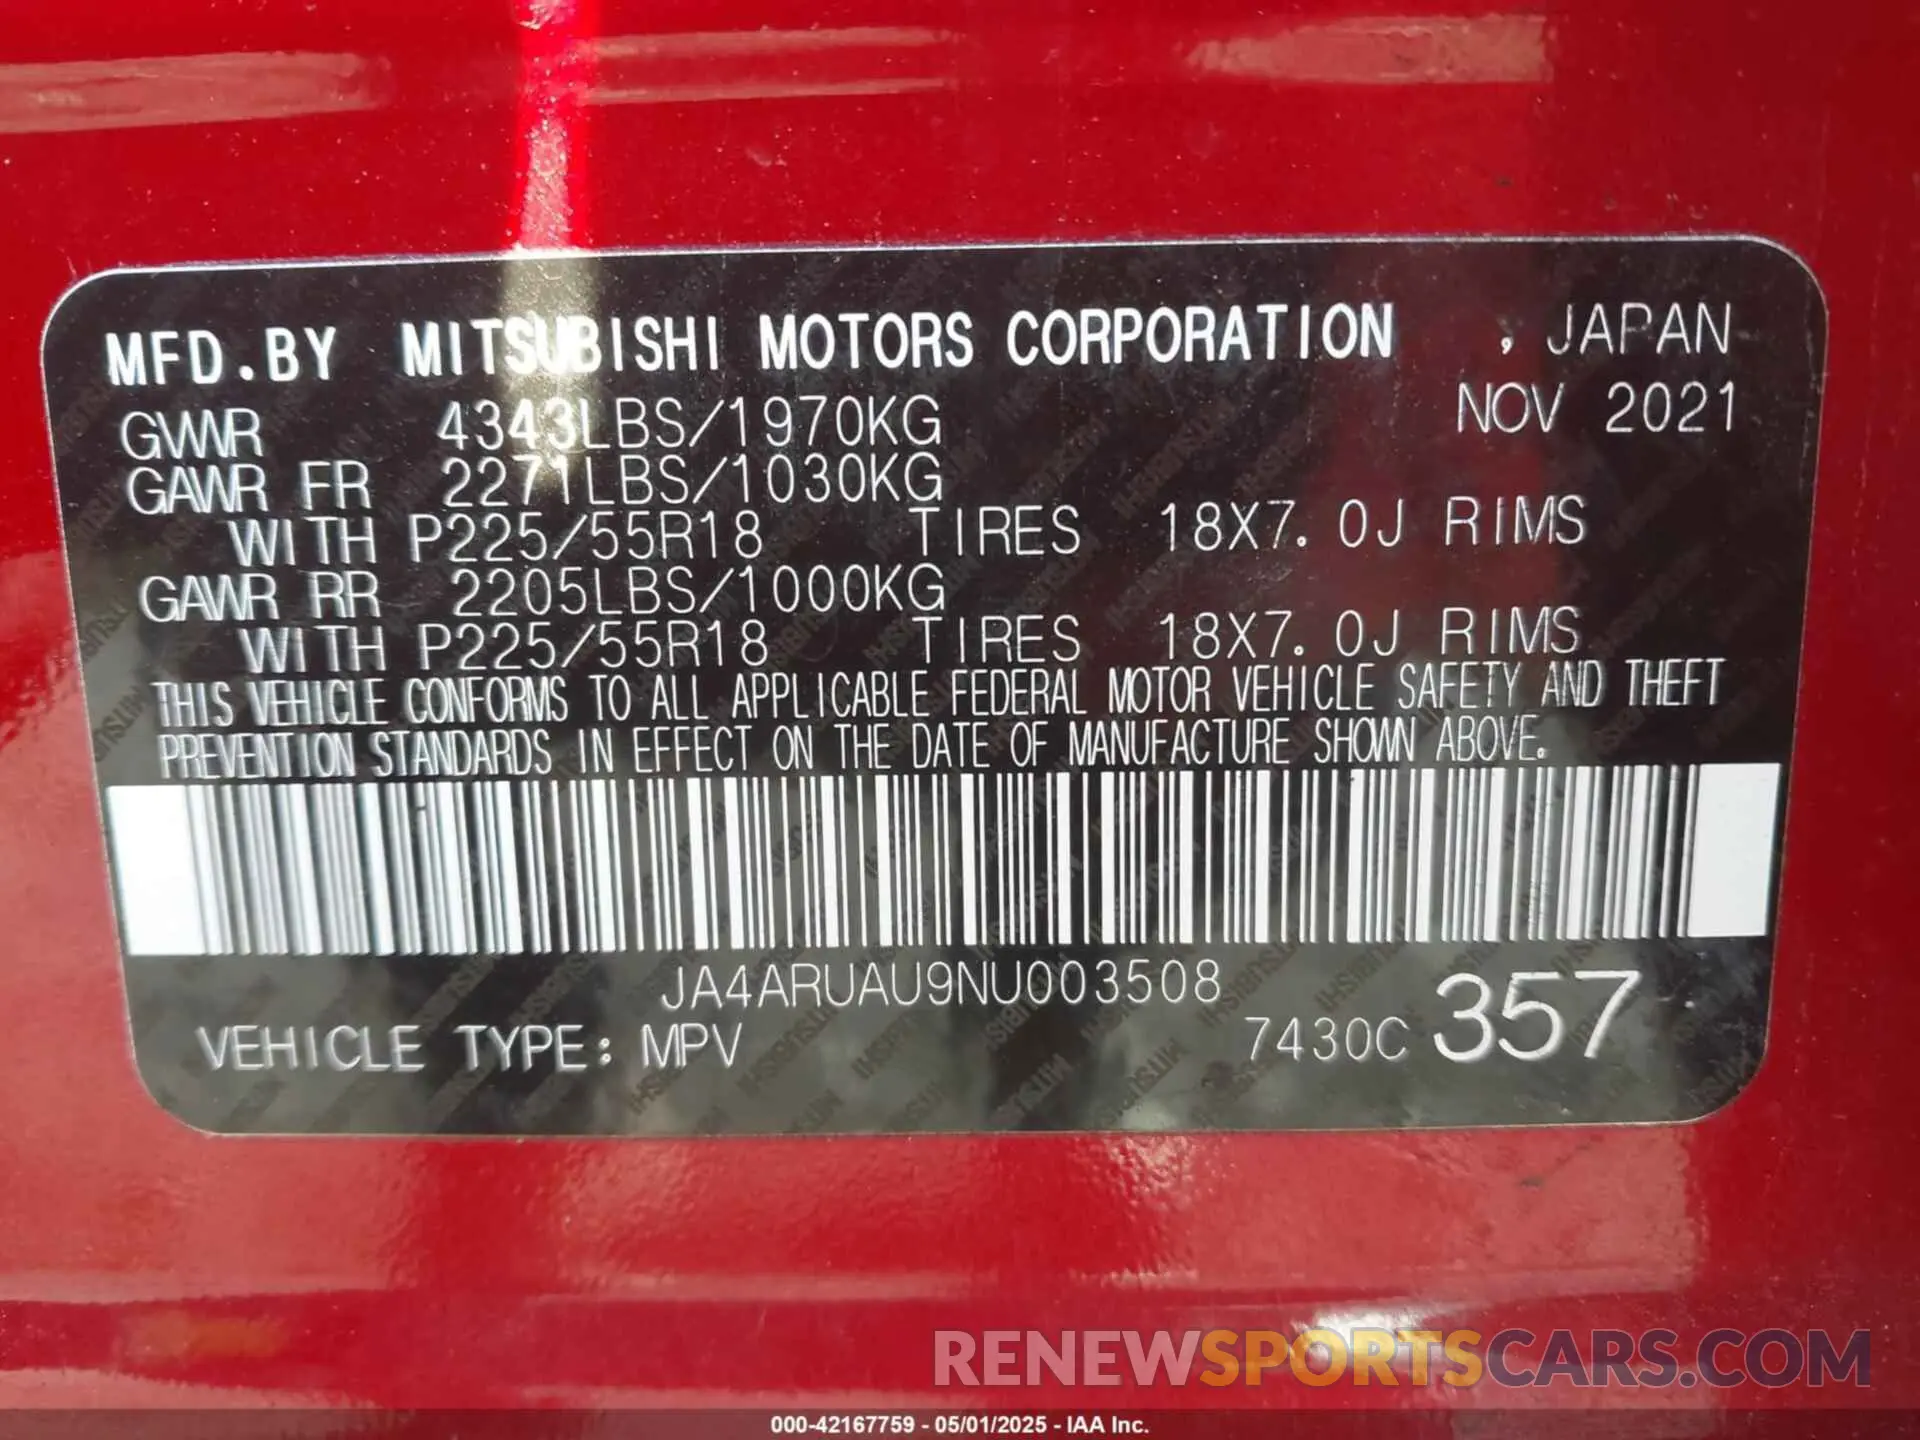 MFD.BY MITSUBISHI MOTORS CORPORATION , JAPAN
GVWR 4343LBS/1970KG NOV 2021
GAWR FR 2271LBS/1030KG
WITH P225/55R18 TIRES 18X7.0J RIMS
GAWR RR 2205LBS/1000KG
WITH P225/55R18 TIRES 18X7.0J RIMS
THIS VEHICLE CONFORMS TO ALL APPLICABLE FEDERAL MOTOR VEHICLE SAFETY AND THEFT
PREVENTION STANDARDS IN EFFECT ON THE DATE OF MANUFACTURE SHOWN ABOVE.
JA4ARUAU9NU003508
VEHICLE TYPE: MPV 7430C 357
RENEWSPORTSCARS.COM
000-42167759 - 05/01/2025 - IAA Inc.